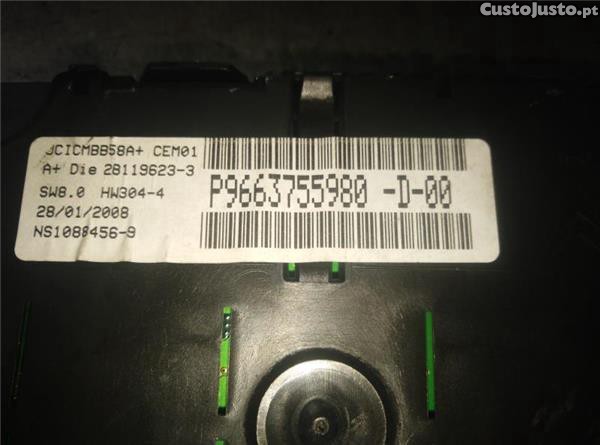 CustoJusto.pt
JCICMBB58A+ CEM01
A+ Die 28119623-3
SW8.0 HW304-4
28/01/2008
NS1088456-9
P9663755980 -D-00